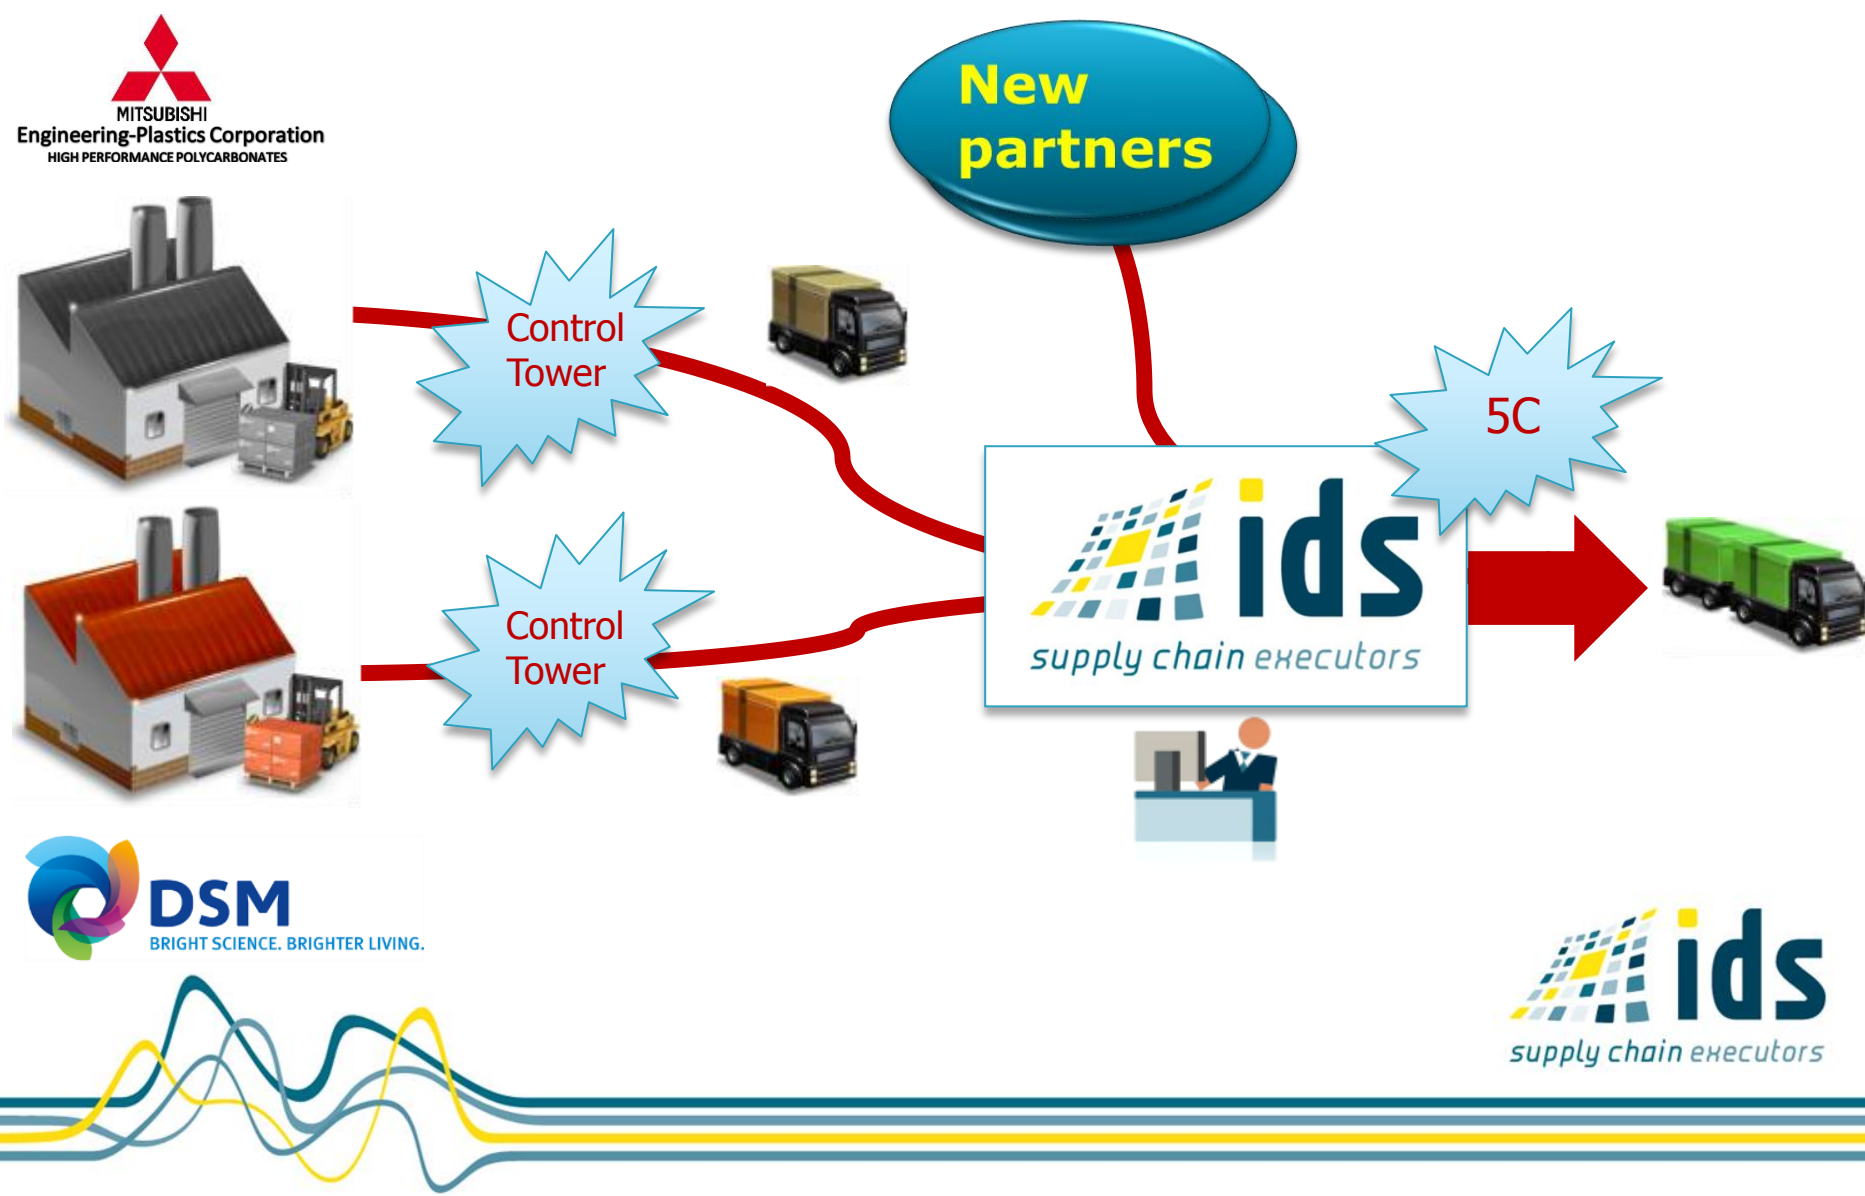 MITSUBISHI
Engineering-Plastics Corporation
HIGH PERFORMANCE POLYCARBONATES
New
partners
Control
Tower
5C
ids
supply chain executors
Control
Tower
DSM
BRIGHT SCIENCE. BRIGHTER LIVING.
ids
supply chain executors